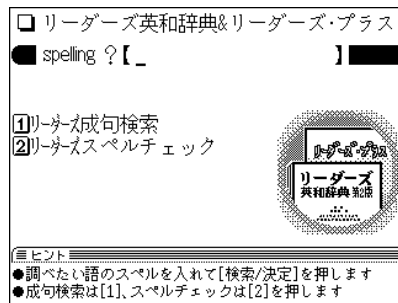 リーダーズ英和辞典&リーダーズ･プラス
spelling ?【_ 】
1リーダーズ成句検索
2リーダーズスペルチェック
リーダーズ･プラス
リーダーズ
英和辞典 第2版
ヒント
●調べたい語のスペルを入れて[検索/決定]を押します
●成句検索は[1]、スペルチェックは[2]を押します